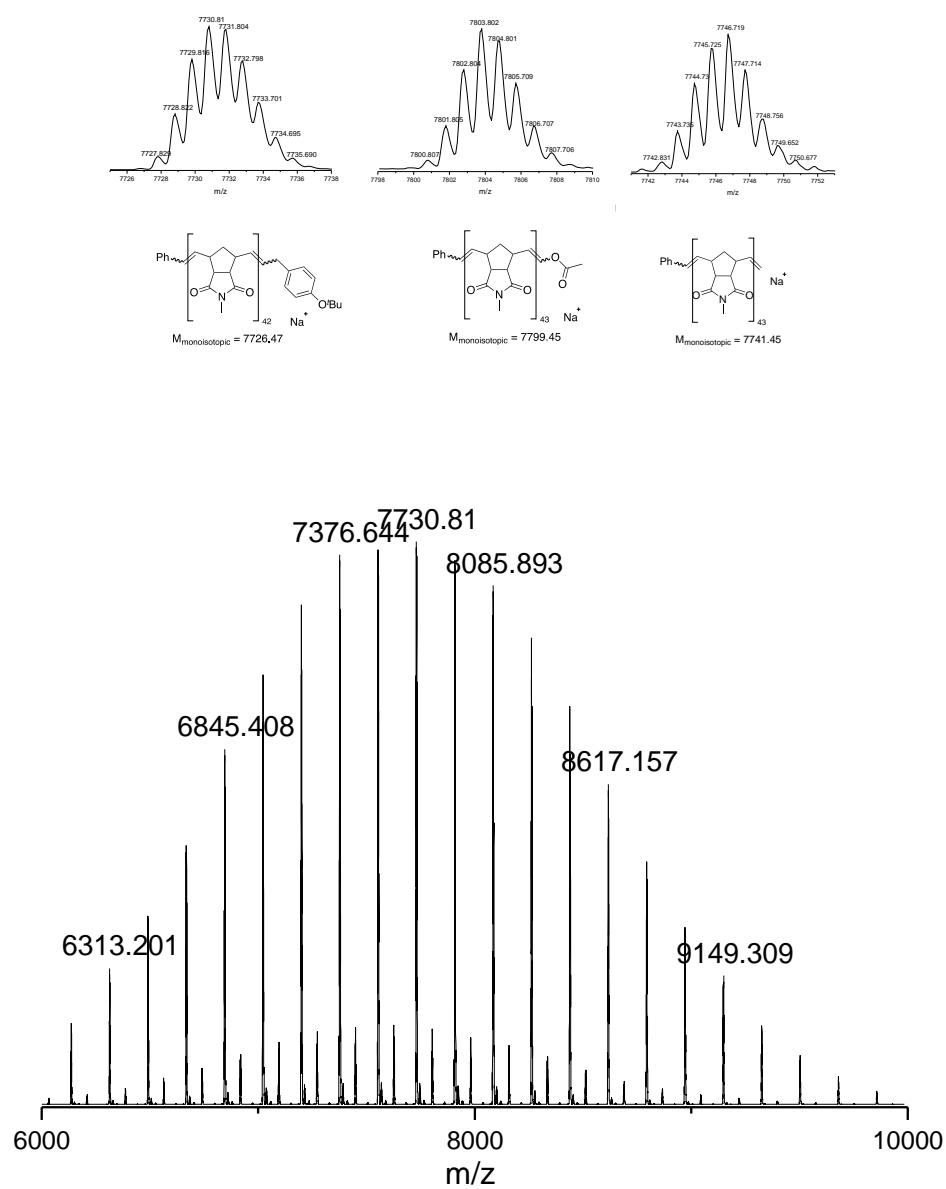 7730.81
7731.804
7729.816
7732.798
7728.822
7733.701
7734.695
7727.829
7735.690
7726 7728 7730 7732 7734 7736 7738
m/z
7803.802
7804.801
7802.804
7805.709
7801.805
7806.707
7807.706
7800.807
7798 7800 7802 7804 7806 7808 7810
m/z
7746.719
7745.725
7747.714
7744.73
7743.735
7748.756
7749.652
7742.831
7750.677
7742 7744 7746 7748 7750 7752
m/z
Ph
O N O
OᵗBu
42
Na⁺
Mmonoisotopic = 7726.47
Ph
O
O
O N O
43
Na⁺
Mmonoisotopic = 7799.45
Ph
O N O
Na⁺
43
Mmonoisotopic = 7741.45
7730.81
7376.644
8085.893
6845.408
8617.157
6313.201
9149.309
6000 8000 10000
m/z